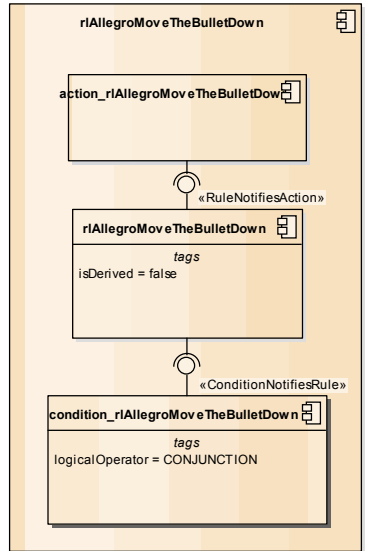 rlAllegroMoveTheBulletDown
action_rlAllegroMoveTheBulletDow
«RuleNotifiesAction»
rlAllegroMoveTheBulletDown
tags
isDerived = false
«ConditionNotifiesRule»
condition_rlAllegroMoveTheBulletDown
tags
logicalOperator = CONJUNCTION